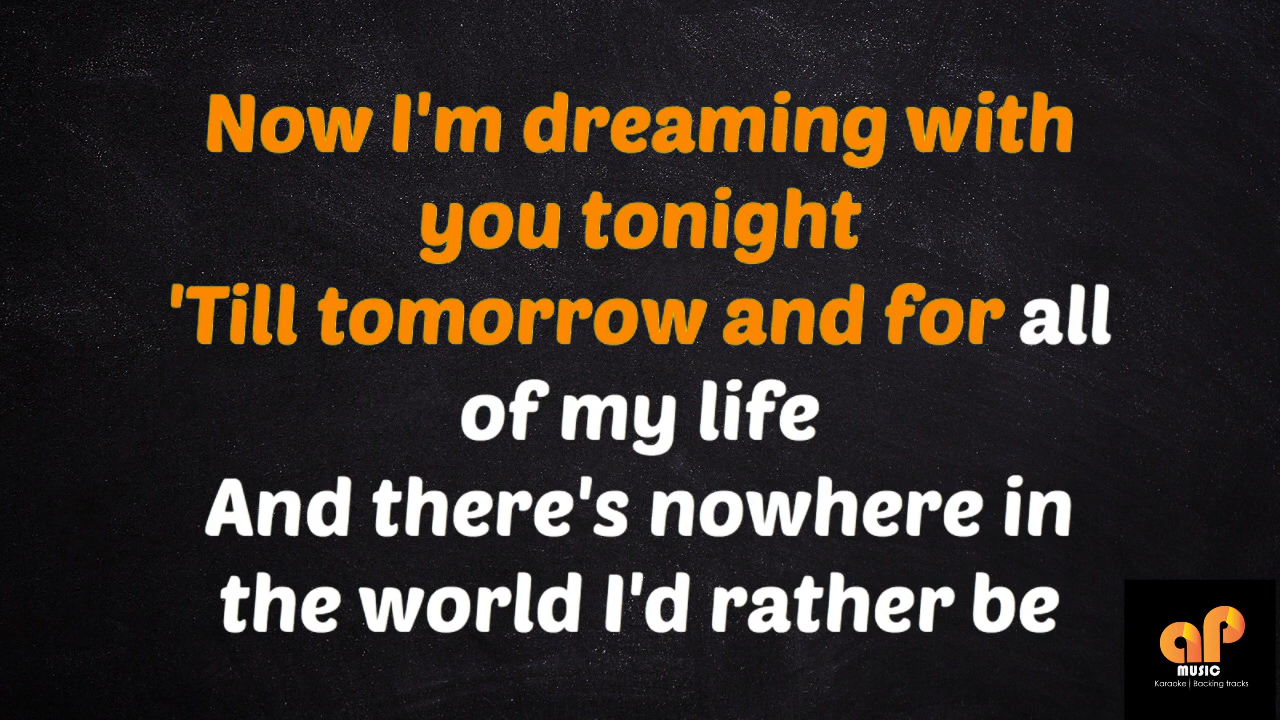 Now I'm dreaming with
you tonight
'Till tomorrow and for all
of my life
And there's nowhere in
the world I'd rather be
aP
MUSIC
Karaoke | Backing tracks